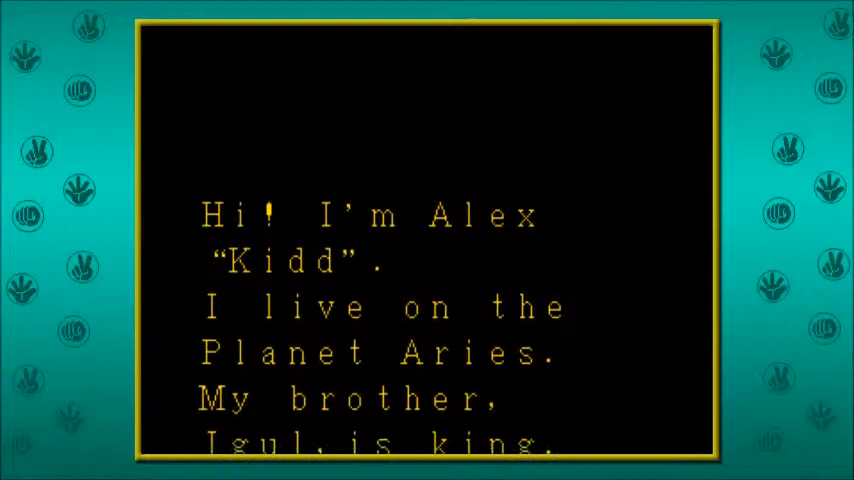 Hi! I’m Alex
“Kidd”.
I live on the
Planet Aries.
My brother,
Igul, is king.